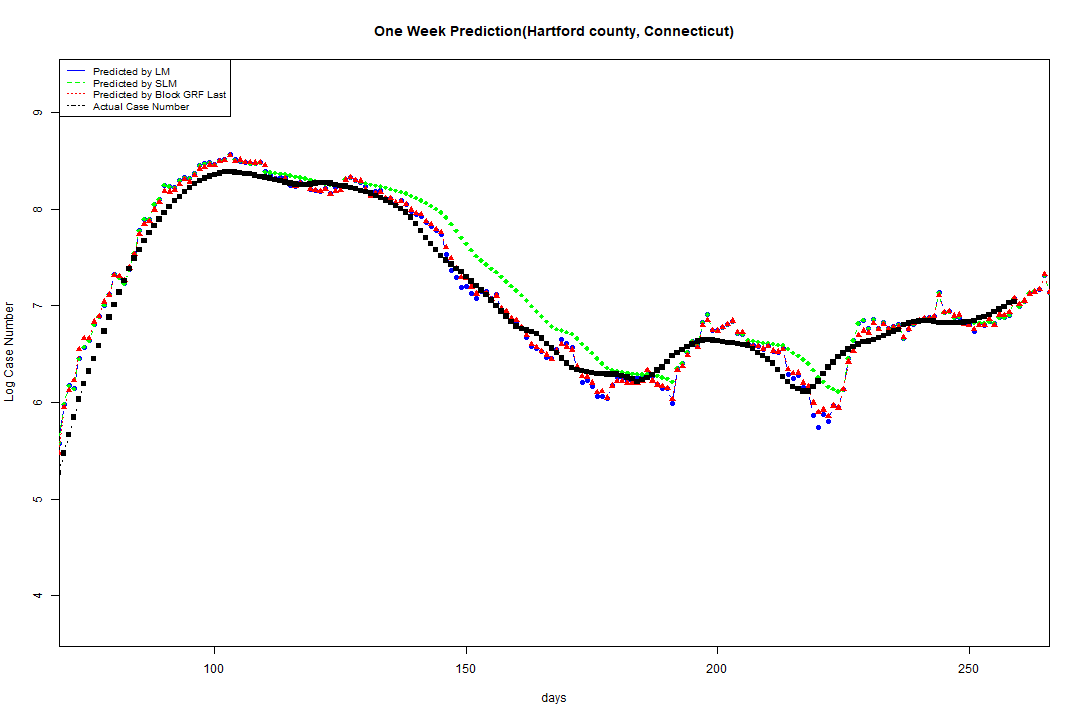 One Week Prediction(Hartford county, Connecticut)
Predicted by LM
Predicted by SLM
Predicted by Block GRF Last
Actual Case Number
9
8
7
6
5
4
Log Case Number
100 150 200 250
days